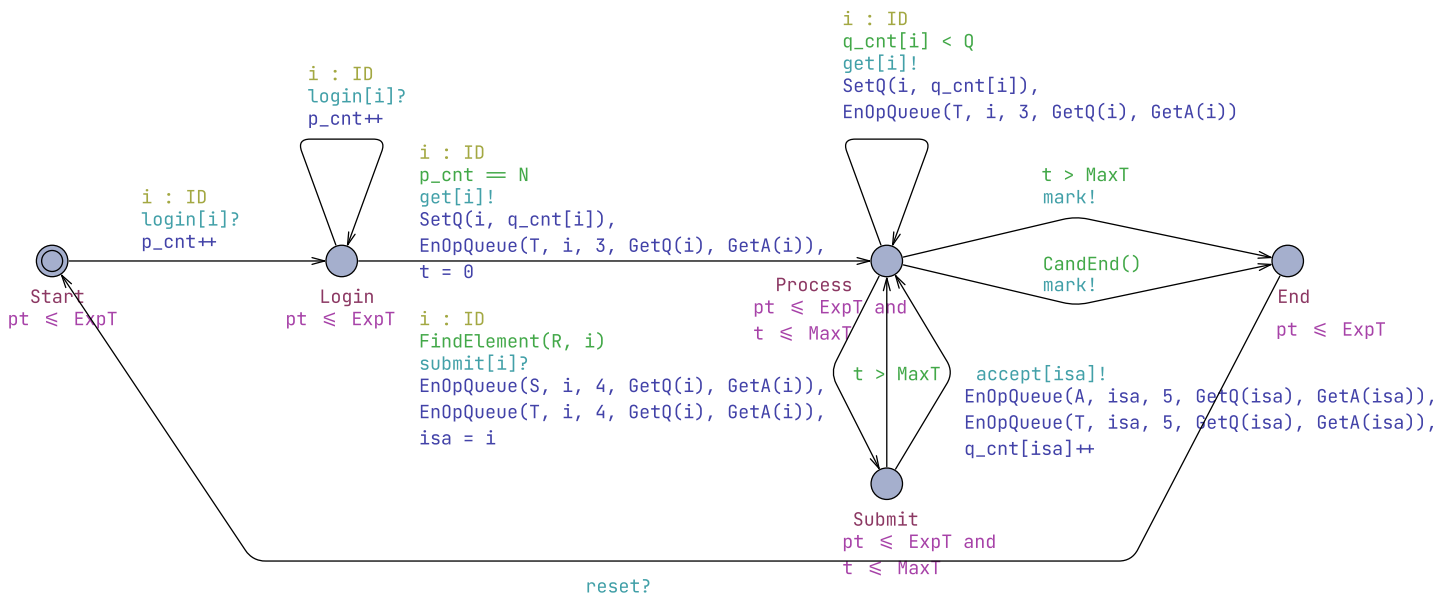 i : ID
q_cnt[i] < Q
get[i]!
SetQ(i, q_cnt[i]),
EnOpQueue(T, i, 3, GetQ(i), GetA(i))
i : ID
login[i]?
p_cnt++
i : ID
p_cnt == N
get[i]!
SetQ(i, q_cnt[i]),
EnOpQueue(T, i, 3, GetQ(i), GetA(i)),
t = 0
t > MaxT
mark!
i : ID
login[i]?
p_cnt++
CandEnd()
mark!
Start
pt <= ExpT
Login
pt <= ExpT
Process
pt <= ExpT and
t <= MaxT
End
pt <= ExpT
i : ID
FindElement(R, i)
submit[i]?
EnOpQueue(S, i, 4, GetQ(i), GetA(i)),
EnOpQueue(T, i, 4, GetQ(i), GetA(i)),
isa = i
t > MaxT
accept[isa]!
EnOpQueue(A, isa, 5, GetQ(isa), GetA(isa)),
EnOpQueue(T, isa, 5, GetQ(isa), GetA(isa)),
q_cnt[isa]++
Submit
pt <= ExpT and
t <= MaxT
reset?